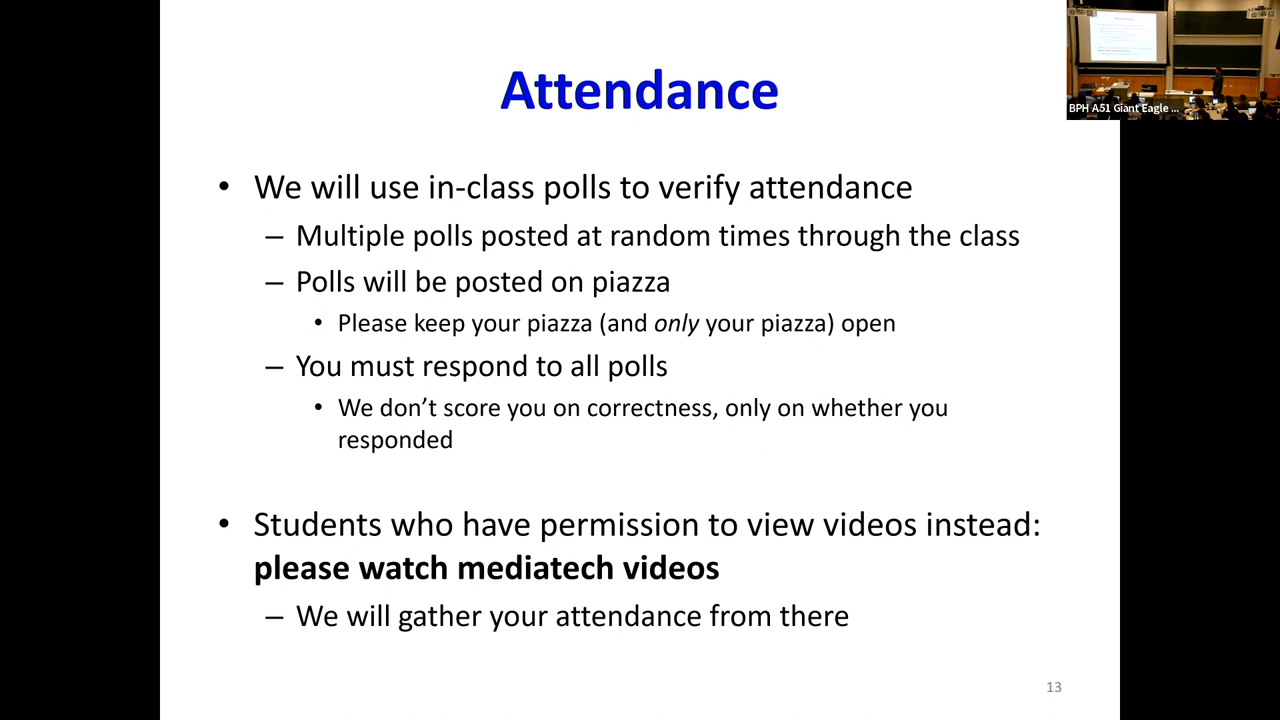 Attendance
• We will use in-class polls to verify attendance
– Multiple polls posted at random times through the class
– Polls will be posted on piazza
• Please keep your piazza (and only your piazza) open
– You must respond to all polls
• We don’t score you on correctness, only on whether you
responded
• Students who have permission to view videos instead:
please watch mediatech videos
– We will gather your attendance from there
13
BPH A51 Giant Eagle ...